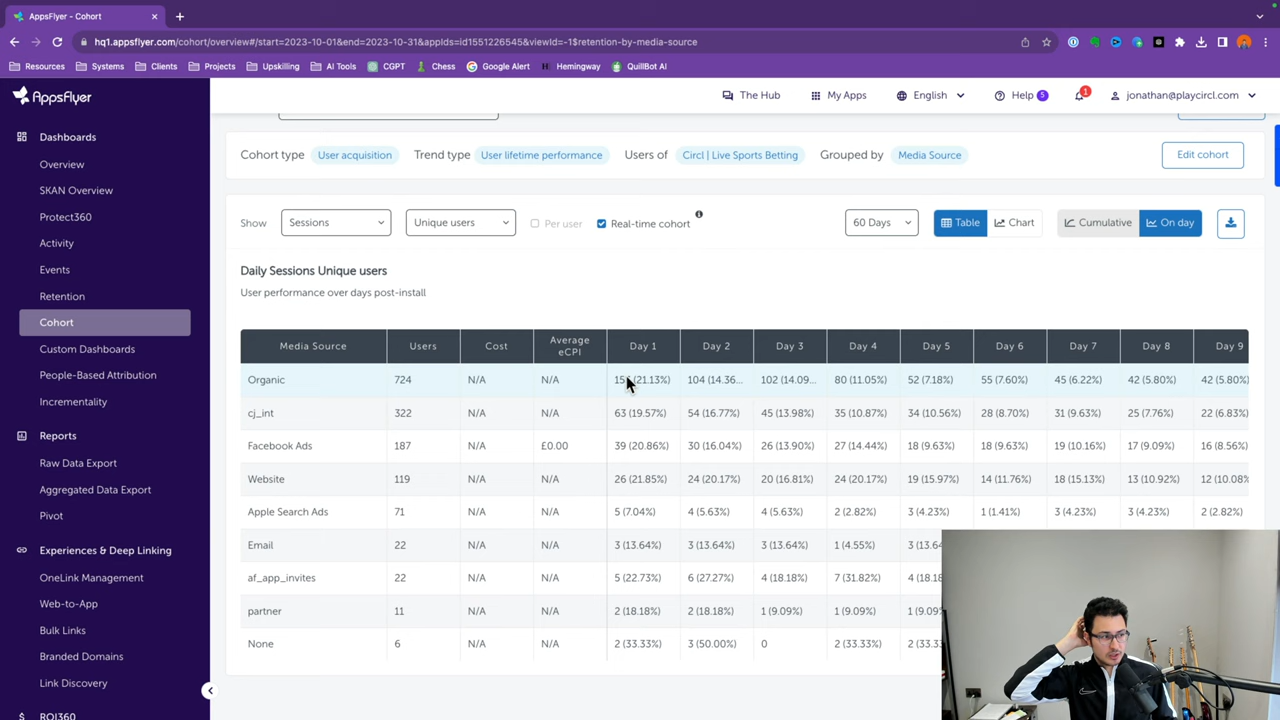 AppsFlyer - Cohort
hq1.appsflyer.com/cohort/overview#/start=2023-10-01&end=2023-10-31&appIds=id1551226545&viewId=-1$retention-by-media-source
Resources Systems Clients Projects Upskilling AI Tools CGPT Chess Google Alert Hemingway QuillBot AI
AppsFlyer
The Hub My Apps English Help 5 1 jonathan@playcircl.com
Dashboards
Overview
SKAN Overview
Protect360
Activity
Events
Retention
Cohort
Custom Dashboards
People-Based Attribution
Incrementality
Reports
Raw Data Export
Aggregated Data Export
Pivot
Experiences & Deep Linking
OneLink Management
Web-to-App
Bulk Links
Branded Domains
Link Discovery
ROI360
Cohort type User acquisition Trend type User lifetime performance Users of Circl | Live Sports Betting Grouped by Media Source Edit cohort
Show Sessions Unique users Per user Real-time cohort 60 Days Table Chart Cumulative On day
Daily Sessions Unique users
User performance over days post-install
Media Source Users Cost Average eCPI Day 1 Day 2 Day 3 Day 4 Day 5 Day 6 Day 7 Day 8 Day 9
Organic 724 N/A N/A (21.13%) 104 (14.36... 102 (14.09... 80 (11.05%) 52 (7.18%) 55 (7.60%) 45 (6.22%) 42 (5.80%) 42 (5.80%)
cj_int 322 N/A N/A 63 (19.57%) 54 (16.77%) 45 (13.98%) 35 (10.87%) 34 (10.56%) 28 (8.70%) 31 (9.63%) 25 (7.76%) 22 (6.83%)
Facebook Ads 187 N/A £0.00 39 (20.86%) 30 (16.04%) 26 (13.90%) 27 (14.44%) 18 (9.63%) 18 (9.63%) 19 (10.16%) 17 (9.09%) 16 (8.56%)
Website 119 N/A N/A 26 (21.85%) 24 (20.17%) 20 (16.81%) 24 (20.17%) 19 (15.97%) 14 (11.76%) 18 (15.13%) 13 (10.92%) 12 (10.08%
Apple Search Ads 71 N/A N/A 5 (7.04%) 4 (5.63%) 4 (5.63%) 2 (2.82%) 3 (4.23%) 1 (1.41%) 3 (4.23%) 3 (4.23%) 2 (2.82%)
Email 22 N/A N/A 3 (13.64%) 3 (13.64%) 3 (13.64%) 1 (4.55%) 3 (13.64
af_app_invites 22 N/A N/A 5 (22.73%) 6 (27.27%) 4 (18.18%) 7 (31.82%) 4 (18.18
partner 11 N/A N/A 2 (18.18%) 2 (18.18%) 1 (9.09%) 1 (9.09%) 1 (9.09%
None 6 N/A N/A 2 (33.33%) 3 (50.00%) 0 2 (33.33%) 2 (33.33